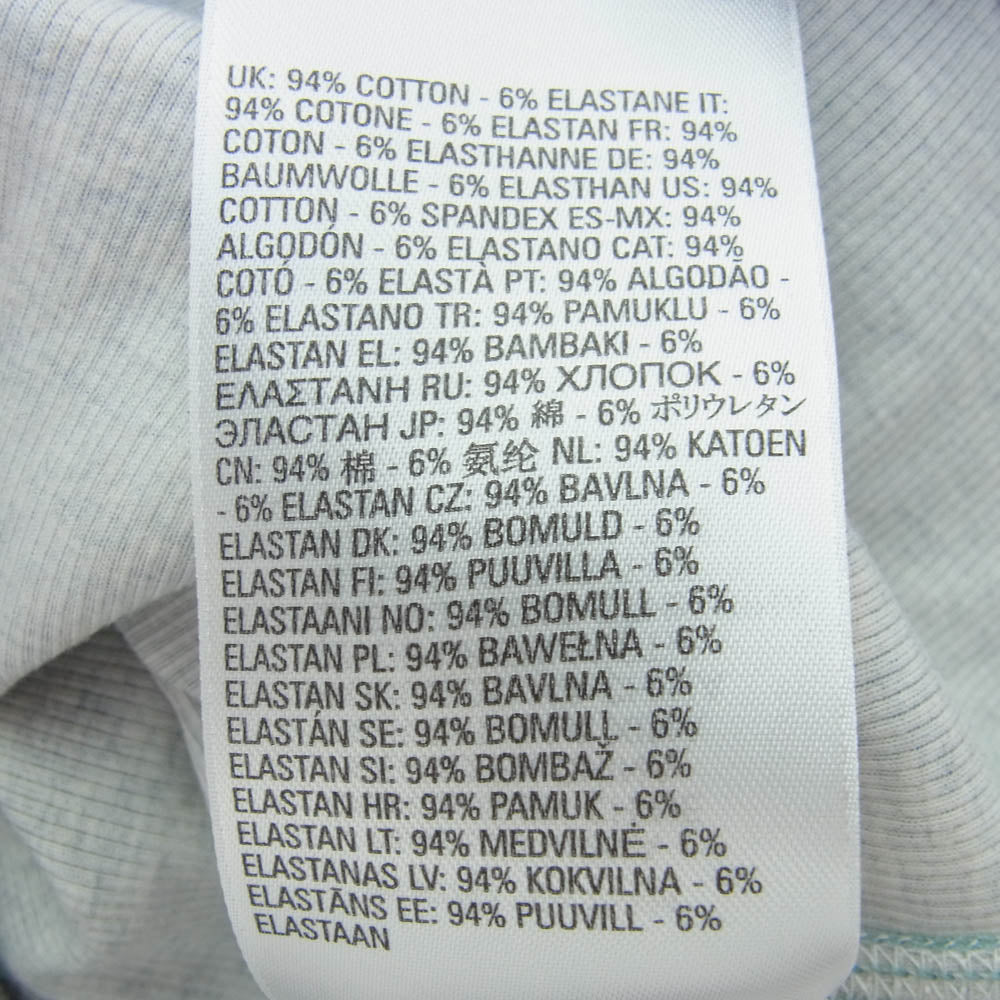 UK: 94% COTTON - 6% ELASTANE IT:
94% COTONE - 6% ELASTAN FR: 94%
COTON - 6% ELASTHANNE DE: 94%
BAUMWOLLE - 6% ELASTHAN US: 94%
COTTON - 6% SPANDEX ES-MX: 94%
ALGODÓN - 6% ELASTANO CAT: 94%
COTÓ - 6% ELASTÀ PT: 94% ALGODÃO -
6% ELASTANO TR: 94% PAMUKLU - 6%
ELASTAN EL: 94% BAMBAKI - 6%
ΕΛΑΣΤΑΝΗ RU: 94% ХЛОПОК - 6%
ЭЛАСТАН JP: 94% 綿 - 6% ポリウレタン
CN: 94% 棉 - 6% 氨纶 NL: 94% KATOEN
- 6% ELASTAN CZ: 94% BAVLNA - 6%
ELASTAN DK: 94% BOMULD - 6%
ELASTAN FI: 94% PUUVILLA - 6%
ELASTAANI NO: 94% BOMULL - 6%
ELASTAN PL: 94% BAWEŁNA - 6%
ELASTAN SK: 94% BAVLNA - 6%
ELASTÁN SE: 94% BOMULL - 6%
ELASTAN SI: 94% BOMBAŽ - 6%
ELASTAN HR: 94% PAMUK - 6%
ELASTAN LT: 94% MEDVILNĖ - 6%
ELASTANAS LV: 94% KOKVILNA - 6%
ELASTĀNS EE: 94% PUUVILL - 6%
ELASTAAN